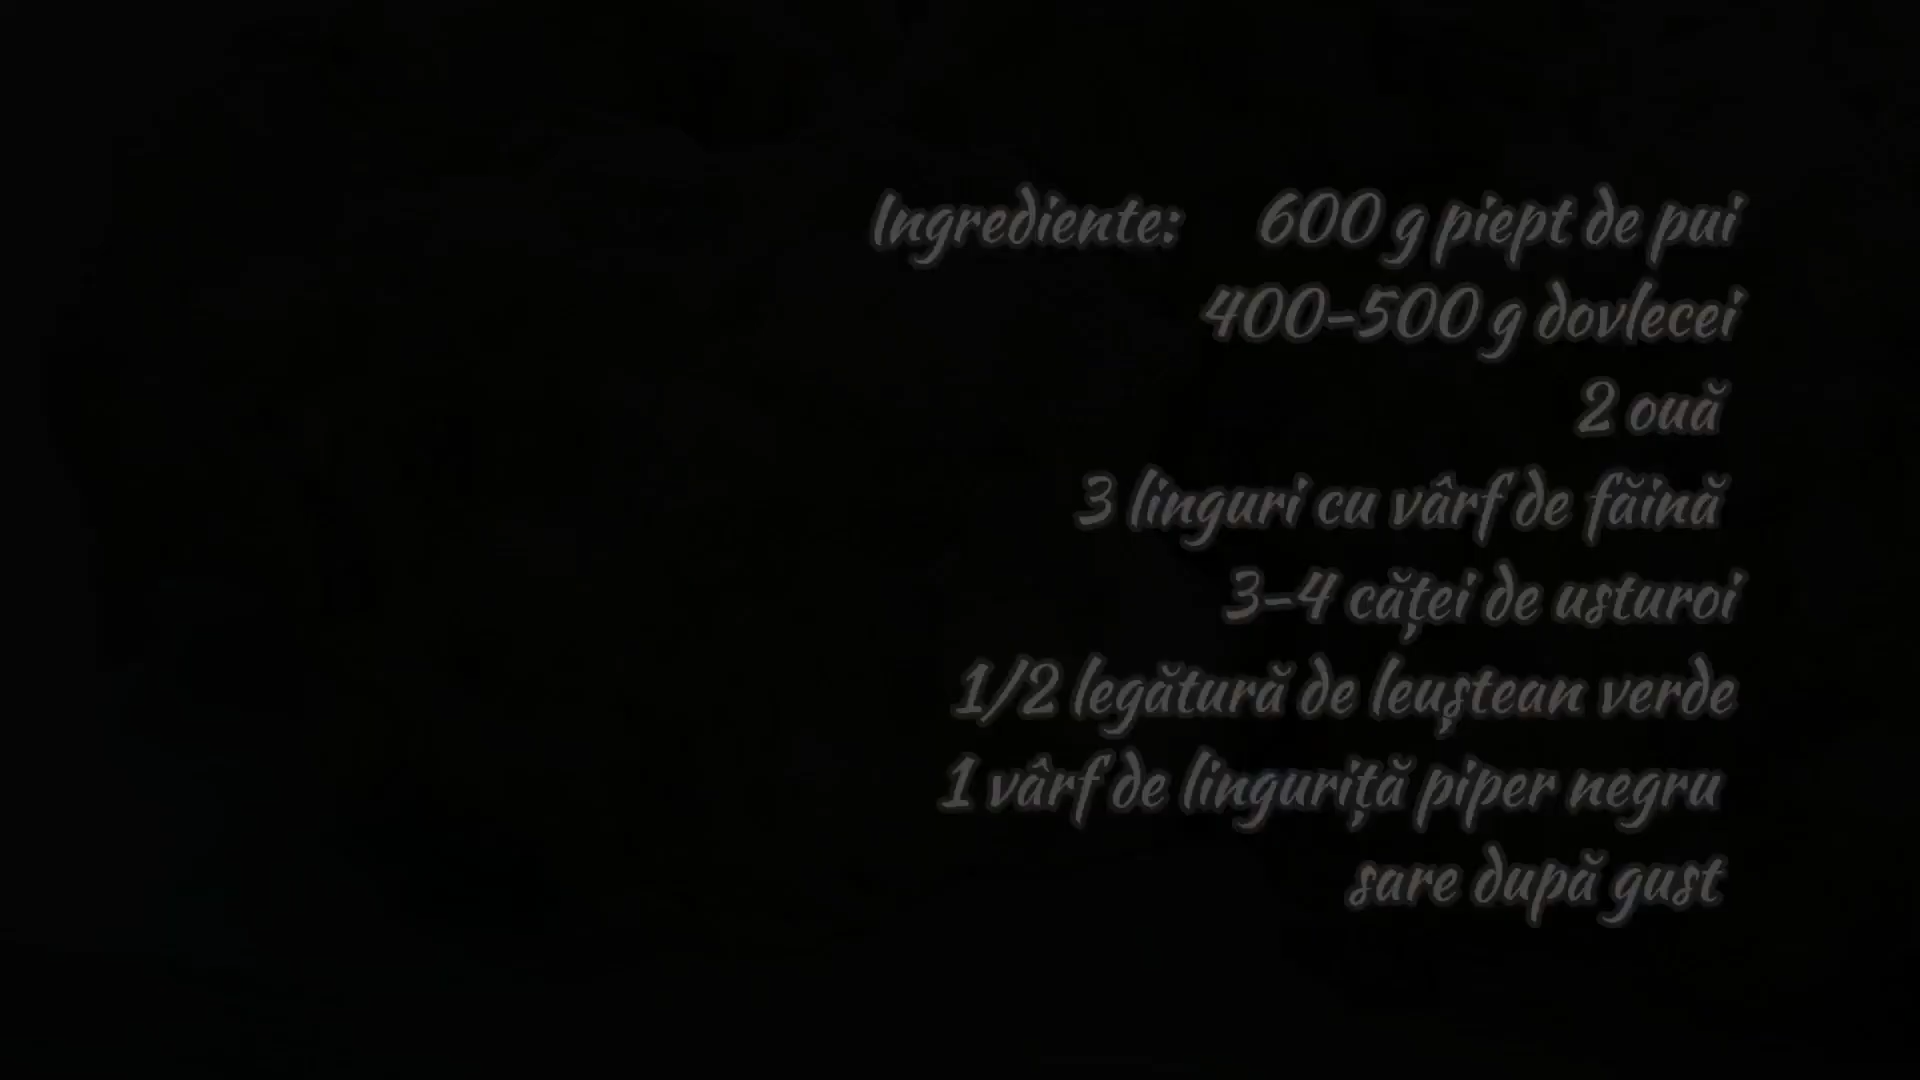 Ingrediente: 600 g piept de pui
400-500 g dovlecei
2 ouă
3 linguri cu vârf de făină
3-4 căței de usturoi
1/2 legătură de leuștean verde
1 vârf de linguriță piper negru
sare după gust